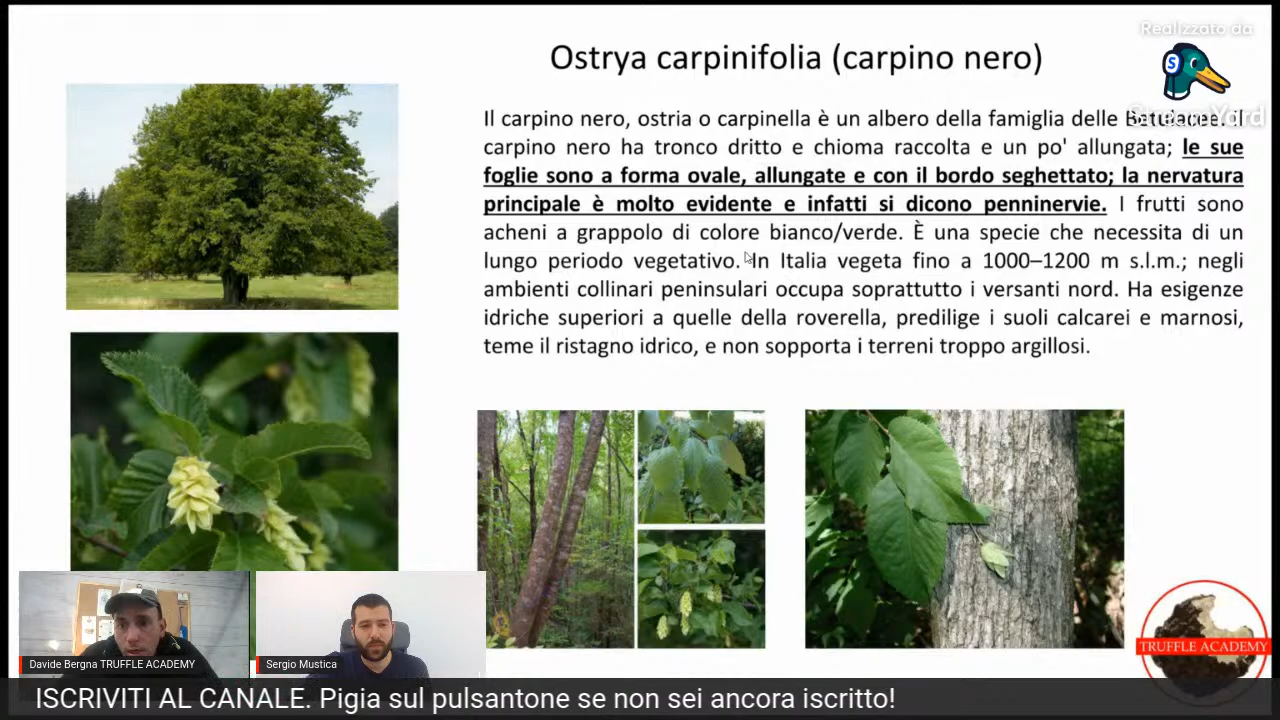 Realizzato da
S
StreamYard
Ostrya carpinifolia (carpino nero)
Il carpino nero, ostria o carpinella è un albero della famiglia delle Betulacee. Il
carpino nero ha tronco dritto e chioma raccolta e un po' allungata; le sue
foglie sono a forma ovale, allungate e con il bordo seghettato; la nervatura
principale è molto evidente e infatti si dicono penninervie. I frutti sono
acheni a grappolo di colore bianco/verde. È una specie che necessita di un
lungo periodo vegetativo. In Italia vegeta fino a 1000–1200 m s.l.m.; negli
ambienti collinari peninsulari occupa soprattutto i versanti nord. Ha esigenze
idriche superiori a quelle della roverella, predilige i suoli calcarei e marnosi,
teme il ristagno idrico, e non sopporta i terreni troppo argillosi.
Davide Bergna TRUFFLE ACADEMY
Sergio Mustica
TRUFFLE ACADEMY
ISCRIVITI AL CANALE. Pigia sul pulsantone se non sei ancora iscritto!